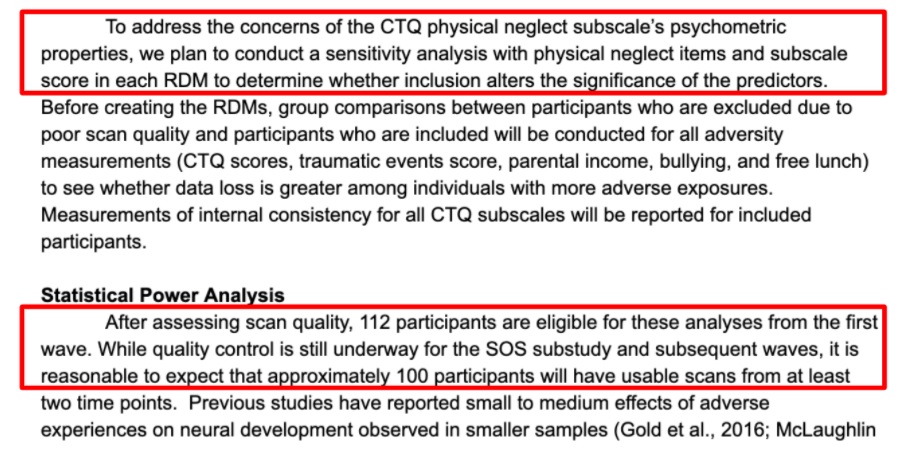 To address the concerns of the CTQ physical neglect subscale's psychometric
properties, we plan to conduct a sensitivity analysis with physical neglect items and subscale
score in each RDM to determine whether inclusion alters the significance of the predictors.
Before creating the RDMs, group comparisons between participants who are excluded due to
poor scan quality and participants who are included will be conducted for all adversity
measurements (CTQ scores, traumatic events score, parental income, bullying, and free lunch)
to see whether data loss is greater among individuals with more adverse exposures.
Measurements of internal consistency for all CTQ subscales will be reported for included
participants.
Statistical Power Analysis
After assessing scan quality, 112 participants are eligible for these analyses from the first
wave. While quality control is still underway for the SOS substudy and subsequent waves, it is
reasonable to expect that approximately 100 participants will have usable scans from at least
two time points. Previous studies have reported small to medium effects of adverse
experiences on neural development observed in smaller samples (Gold et al., 2016; McLaughlin